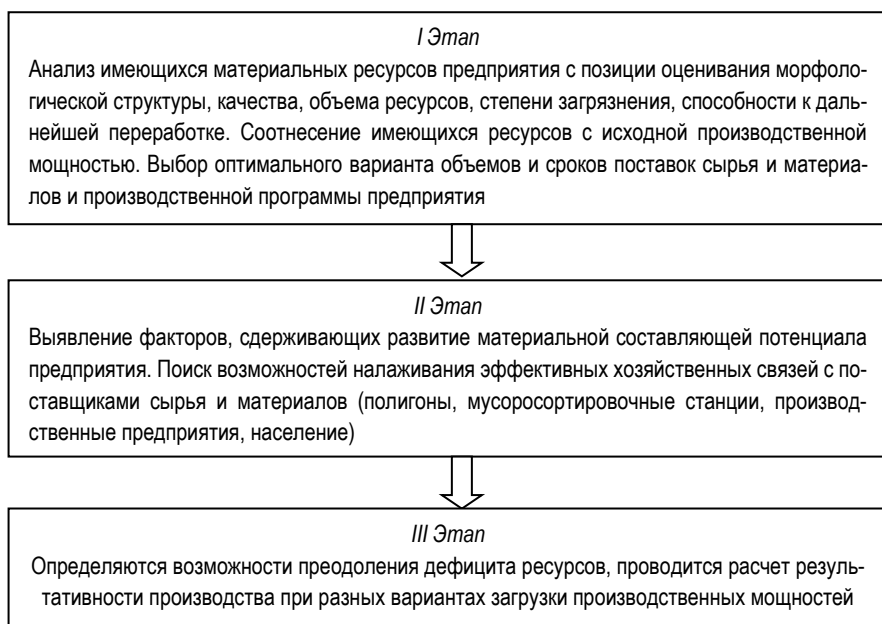 I Этап
Анализ имеющихся материальных ресурсов предприятия с позиции оценивания морфоло-
гической структуры, качества, объема ресурсов, степени загрязнения, способности к даль-
нейшей переработке. Соотнесение имеющихся ресурсов с исходной производственной
мощностью. Выбор оптимального варианта объемов и сроков поставок сырья и материа-
лов и производственной программы предприятия
II Этап
Выявление факторов, сдерживающих развитие материальной составляющей потенциала
предприятия. Поиск возможностей налаживания эффективных хозяйственных связей с по-
ставщиками сырья и материалов (полигоны, мусоросортировочные станции, производ-
ственные предприятия, население)
III Этап
Определяются возможности преодоления дефицита ресурсов, проводится расчет резуль-
тативности производства при разных вариантах загрузки производственных мощностей